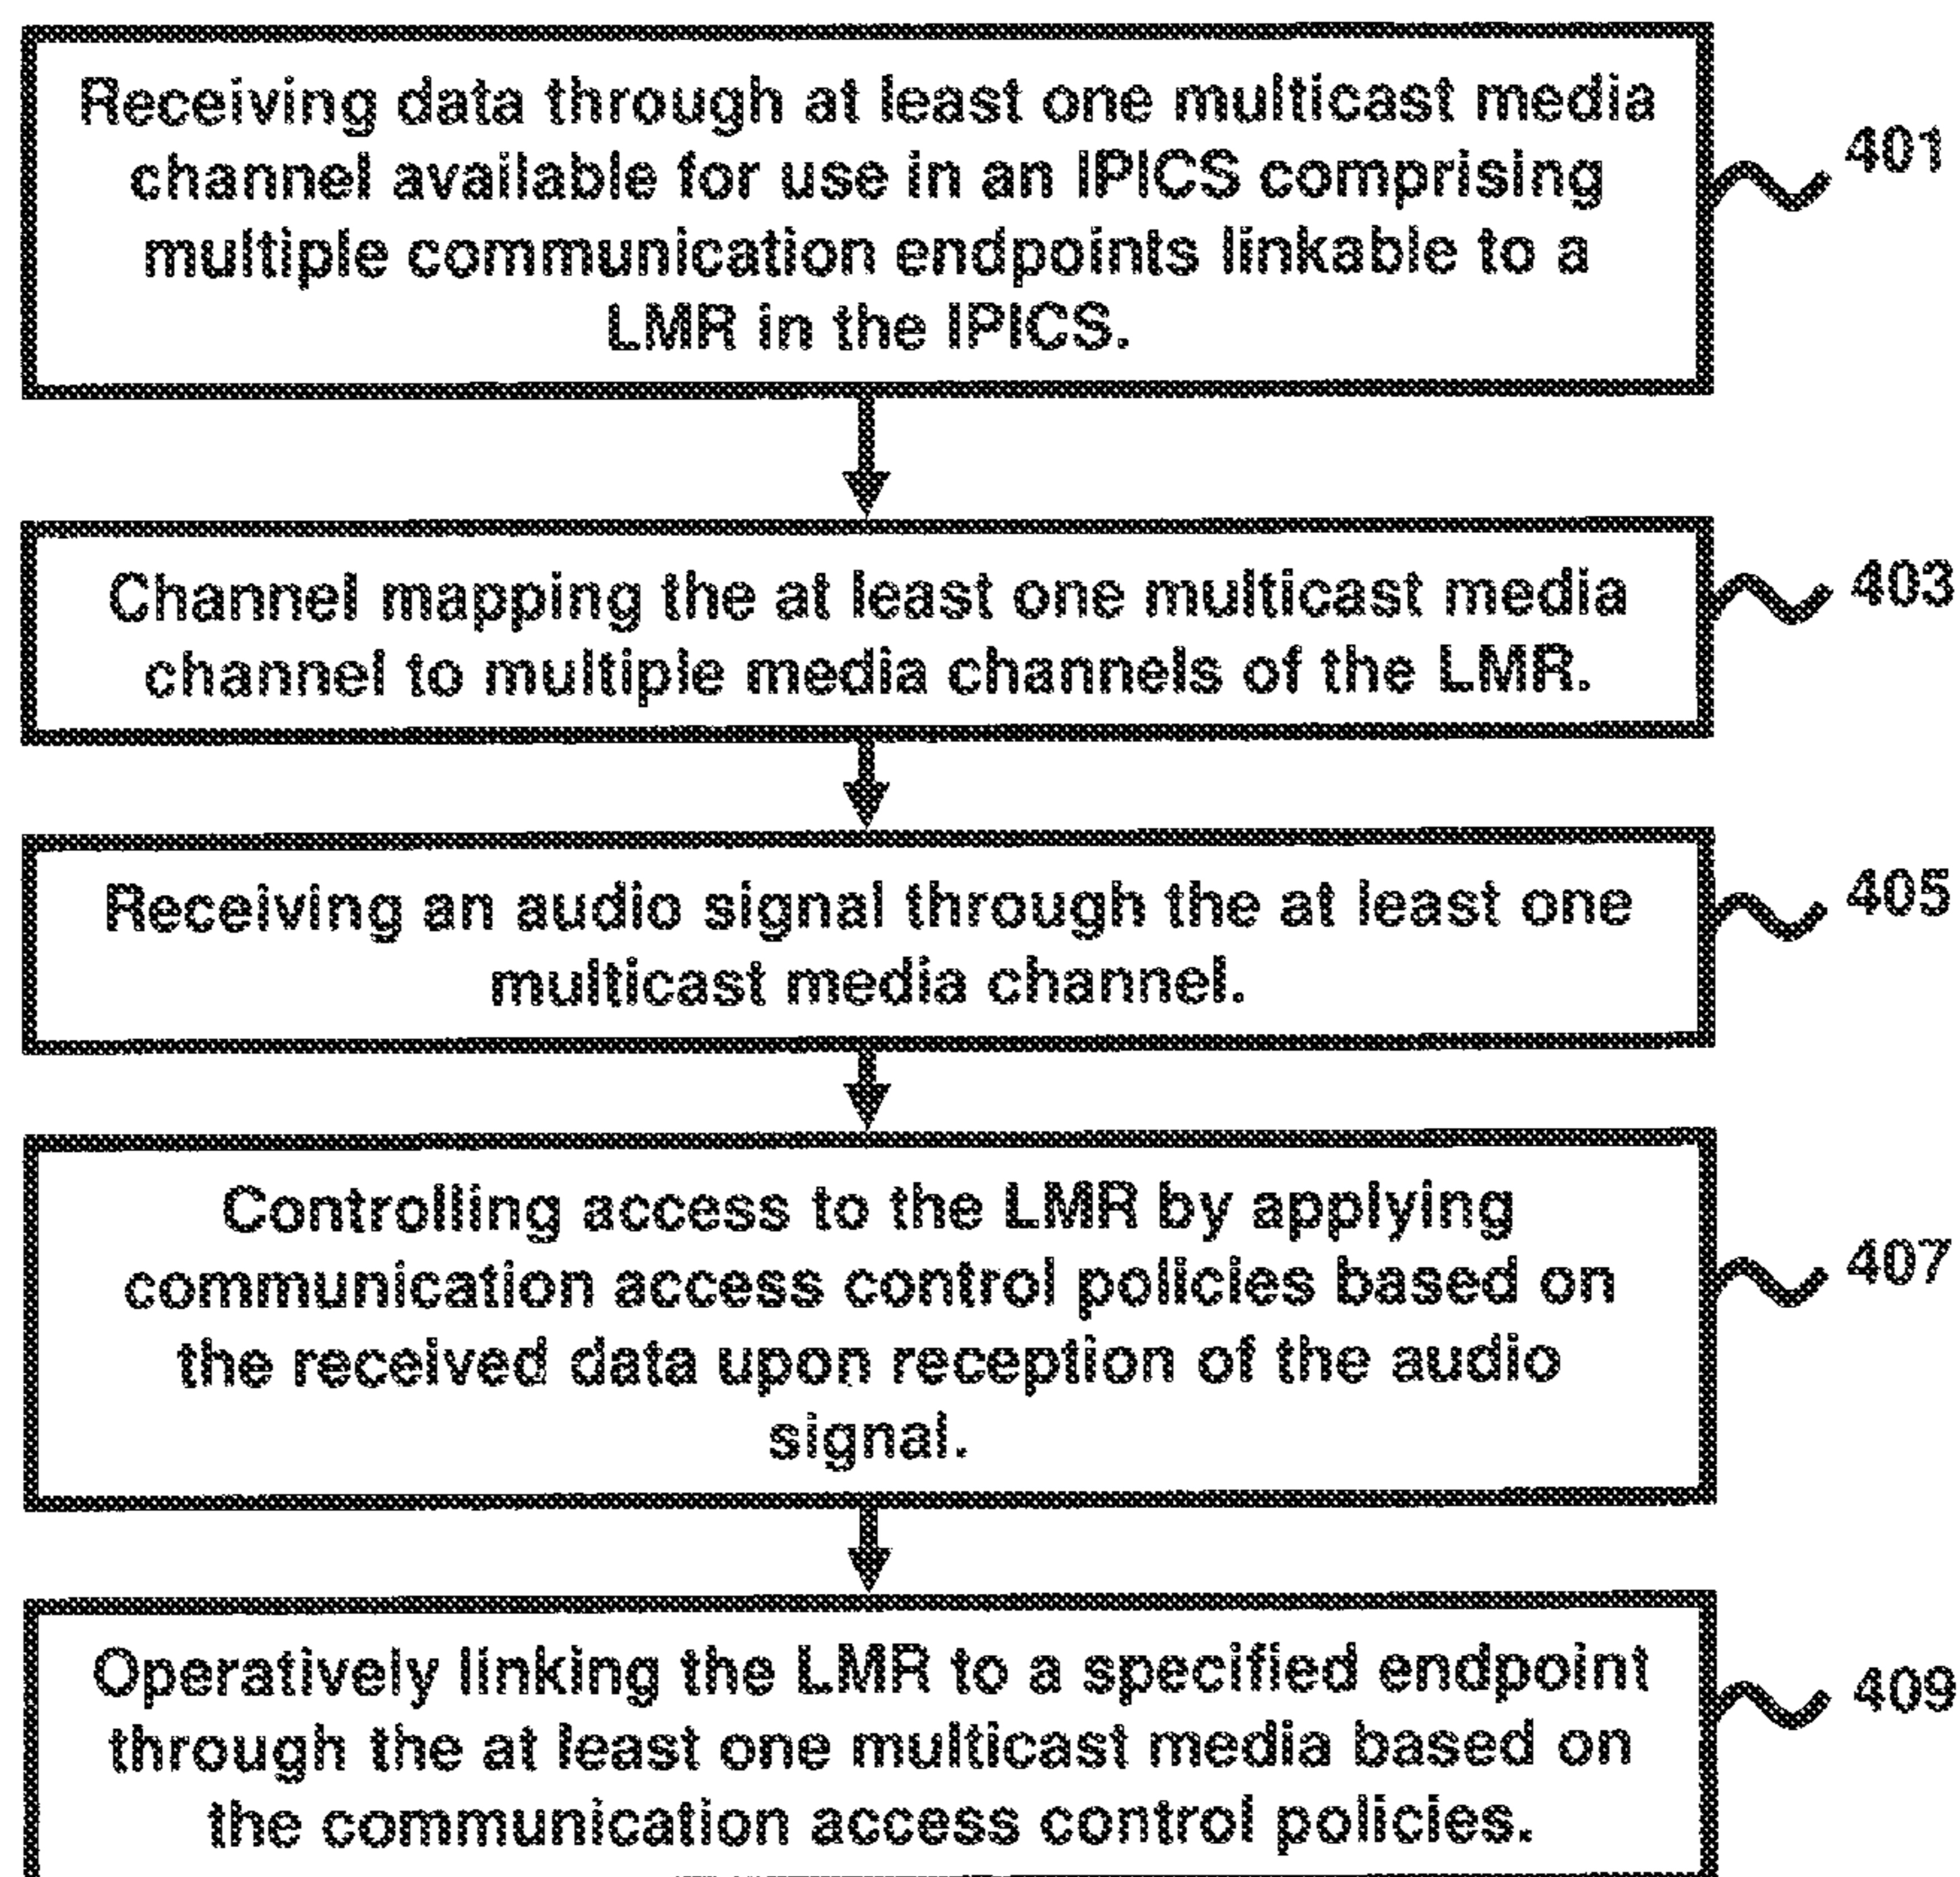 Receiving data through at least one multicast media
channel available for use in an IPICS comprising
multiple communication endpoints linkable to a
LMR in the IPICS.
401
Channel mapping the at least one multicast media
channel to multiple media channels of the LMR.
403
Receiving an audio signal through the at least one
multicast media channel.
405
Controlling access to the LMR by applying
communication access control policies based on
the received data upon reception of the audio
signal.
407
Operatively linking the LMR to a specified endpoint
through the at least one multicast media based on
the communication access control policies.
409